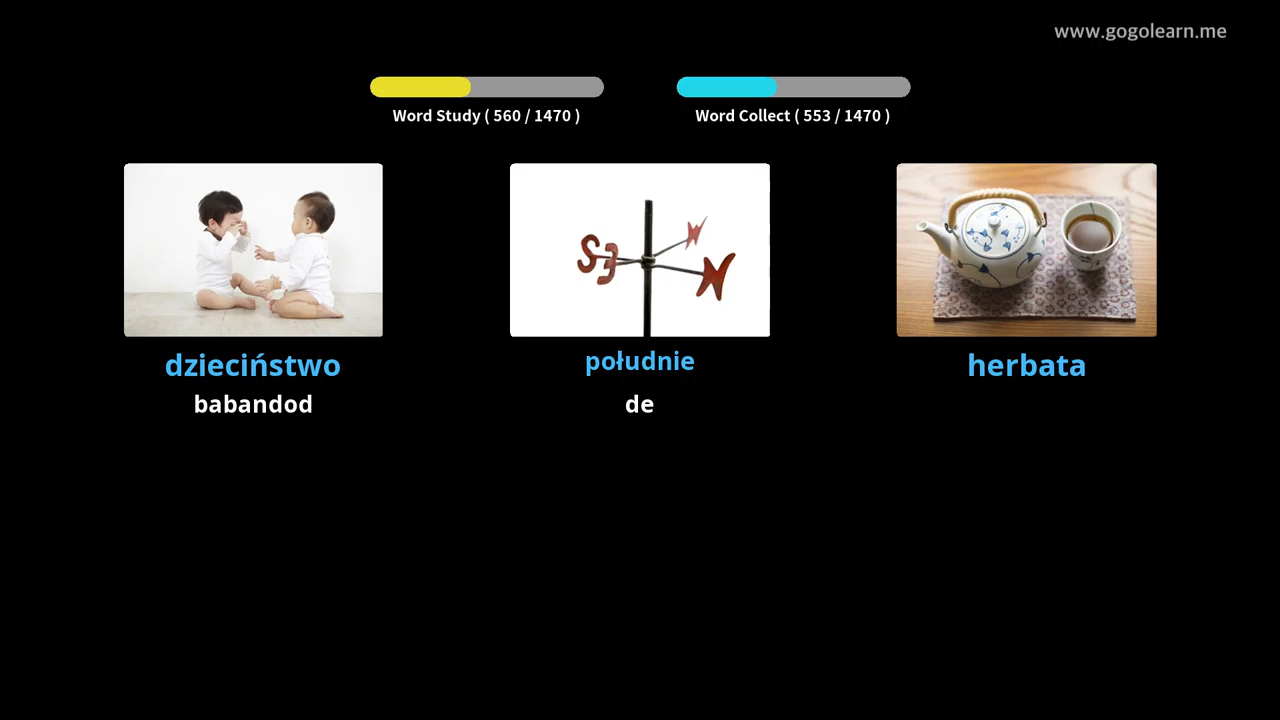 www.gogolearn.me
Word Study ( 560 / 1470 )
Word Collect ( 553 / 1470 )
dzieciństwo
południe
herbata
babandod
de